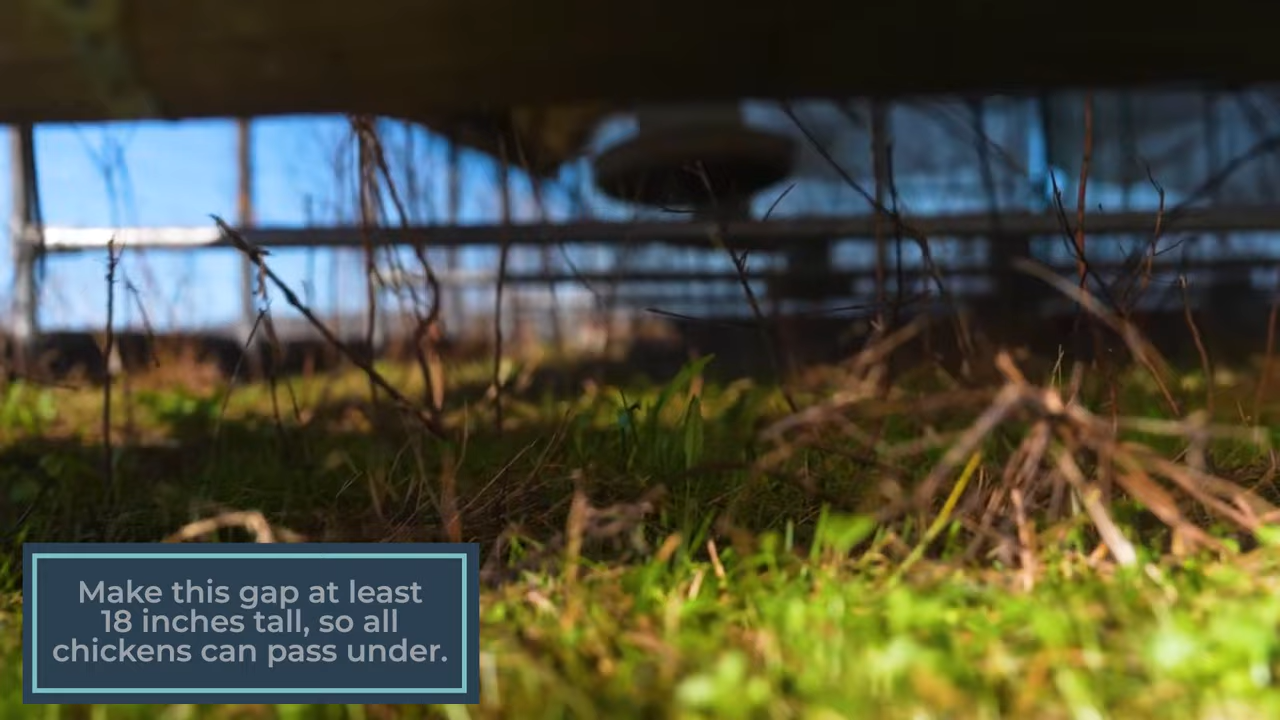 Make this gap at least
18 inches tall, so all
chickens can pass under.